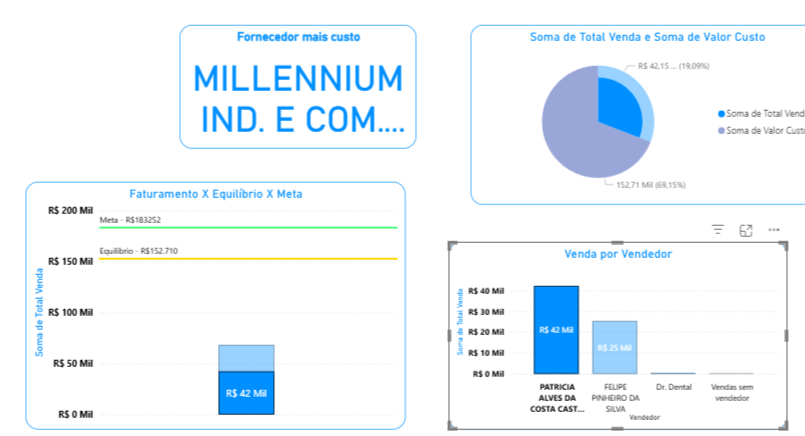 Fornecedor mais custo
MILLENNIUM
IND. E COM....
Soma de Total Venda e Soma de Valor Custo
R$ 42,15 ... (19,09%)
Soma de Total Vend
Soma de Valor Custo
152,71 Mil (69,15%)
Faturamento X Equilíbrio X Meta
Soma de Total Venda
R$ 200 Mil
Meta - R$183252
Equilíbrio - R$152.710
R$ 150 Mil
R$ 100 Mil
R$ 50 Mil
R$ 42 Mil
R$ 0 Mil
Venda por Vendedor
Soma de Total Venda
R$ 40 Mil
R$ 30 Mil
R$ 20 Mil
R$ 10 Mil
R$ 0 Mil
R$ 42 Mil
R$ 25 Mil
PATRICIA
ALVES DA
COSTA CAST...
FELIPE
PINHEIRO DA
SILVA
Dr. Dental
Vendas sem
vendedor
Vendedor